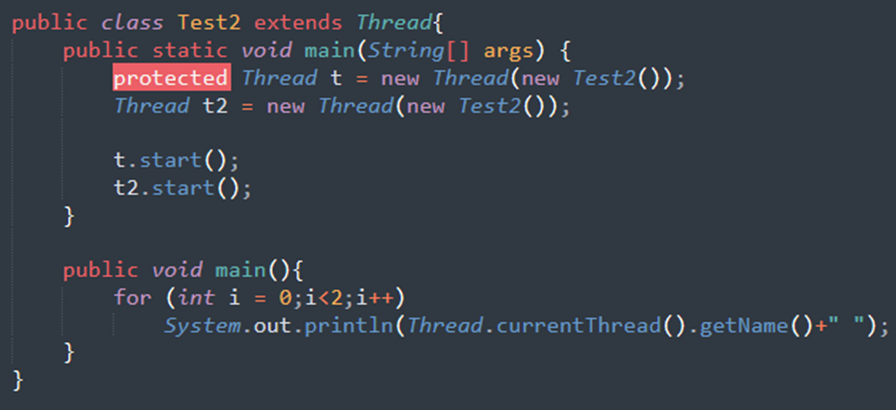 public class Test2 extends Thread{
public static void main(String[] args) {
protected Thread t = new Thread(new Test2());
Thread t2 = new Thread(new Test2());
t.start();
t2.start();
}
public void main(){
for (int i = 0;i<2;i++)
System.out.println(Thread.currentThread().getName()+" ");
}
}